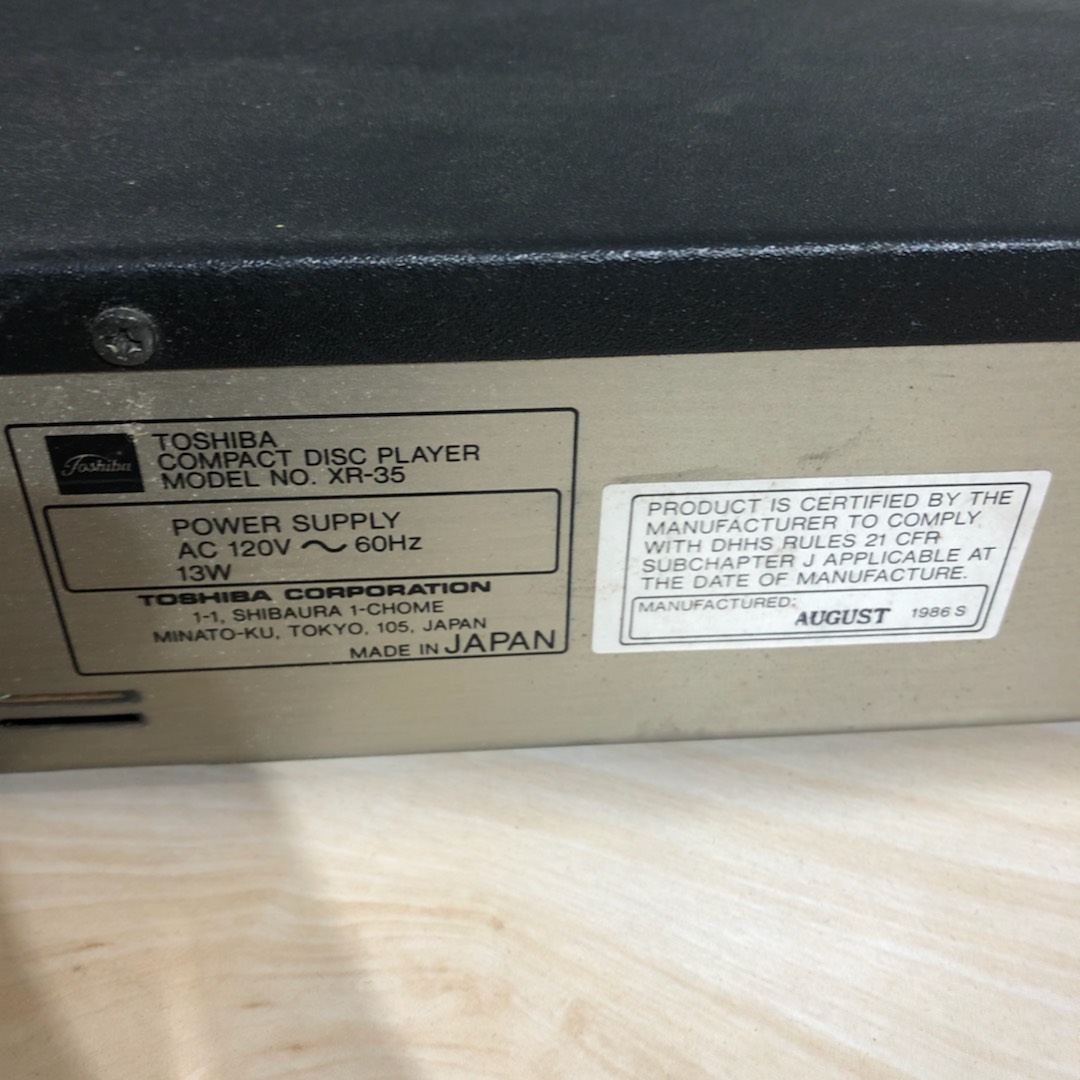 Toshiba
TOSHIBA
COMPACT DISC PLAYER
MODEL NO. XR-35
POWER SUPPLY
AC 120V ～ 60Hz
13W
TOSHIBA CORPORATION
1-1, SHIBAURA 1-CHOME
MINATO-KU, TOKYO, 105, JAPAN
MADE IN JAPAN
PRODUCT IS CERTIFIED BY THE
MANUFACTURER TO COMPLY
WITH DHHS RULES 21 CFR
SUBCHAPTER J APPLICABLE AT
THE DATE OF MANUFACTURE.
MANUFACTURED:
AUGUST 1986 S